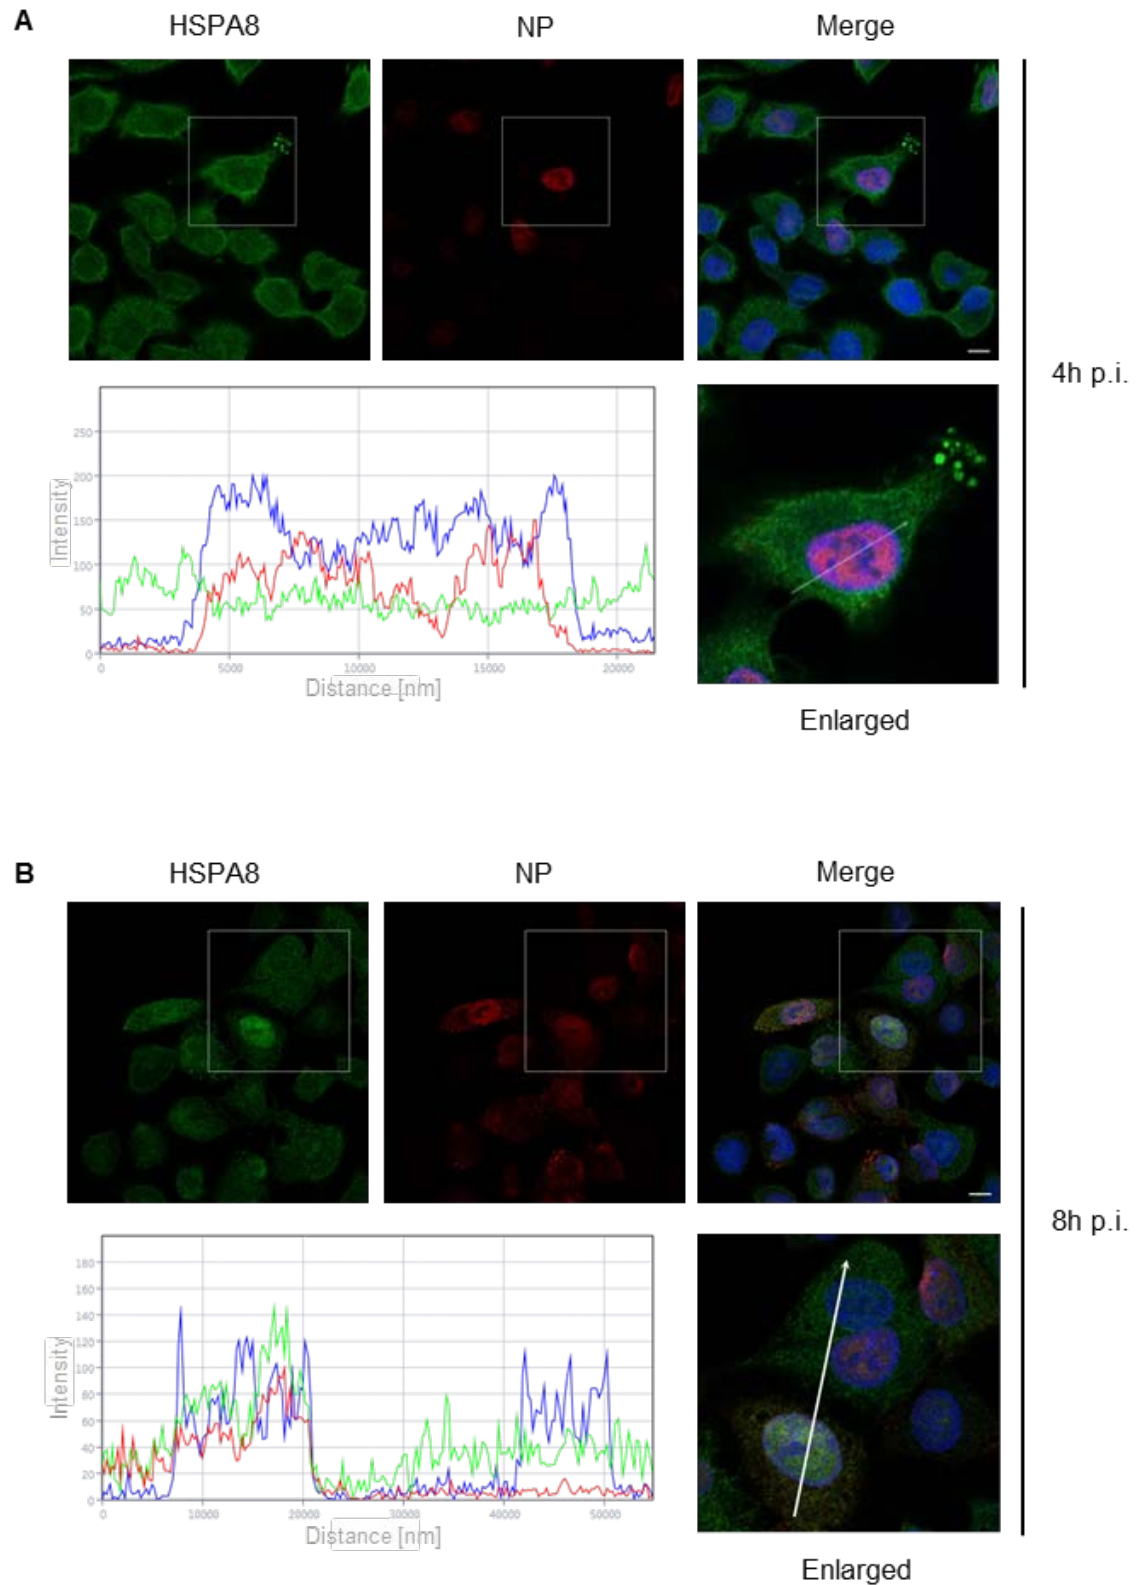 A
HSPA8 NP Merge
4h p.i.
250
200
150
100
50
0
Intensity
0 5000 10000 15000 20000
Distance [nm]
Enlarged
B
HSPA8 NP Merge
8h p.i.
180
160
140
120
100
80
60
40
20
0
Intensity
0 10000 20000 30000 40000 50000
Distance [nm]
Enlarged